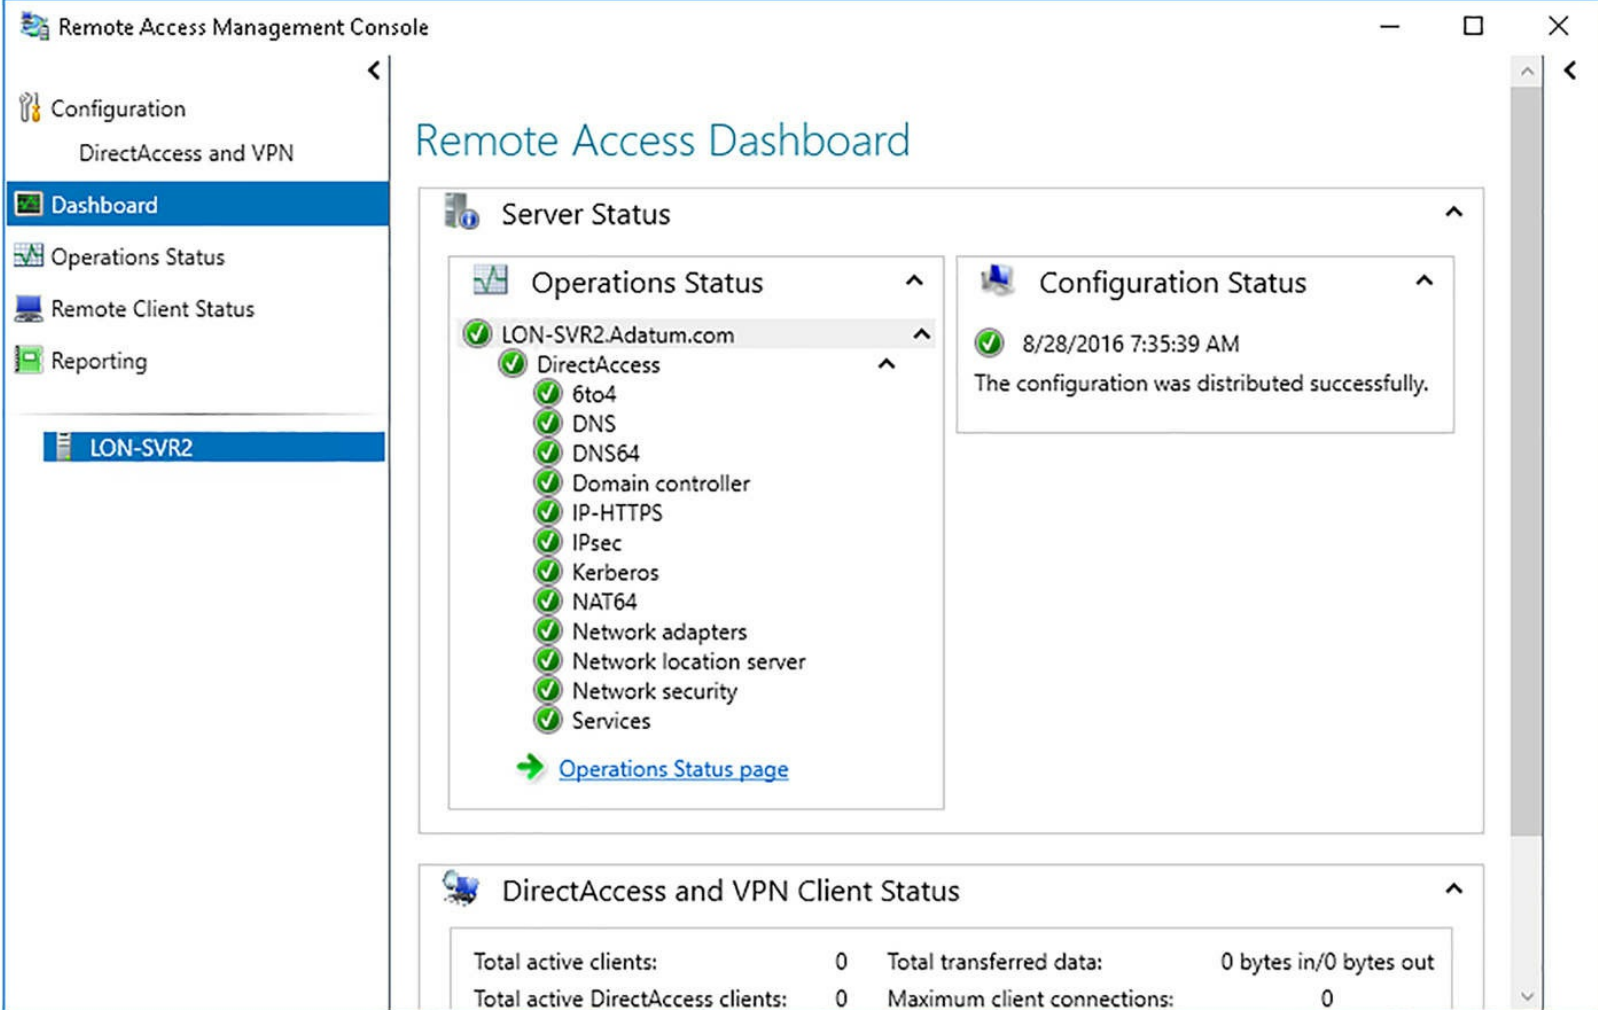 Remote Access Management Console
Configuration
DirectAccess and VPN
Dashboard
Operations Status
Remote Client Status
Reporting
LON-SVR2
Remote Access Dashboard
Server Status
Operations Status
LON-SVR2.Adatum.com
DirectAccess
6to4
DNS
DNS64
Domain controller
IP-HTTPS
IPsec
Kerberos
NAT64
Network adapters
Network location server
Network security
Services
Operations Status page
Configuration Status
8/28/2016 7:35:39 AM
The configuration was distributed successfully.
DirectAccess and VPN Client Status
Total active clients: 0 Total transferred data: 0 bytes in/0 bytes out
Total active DirectAccess clients: 0 Maximum client connections: 0